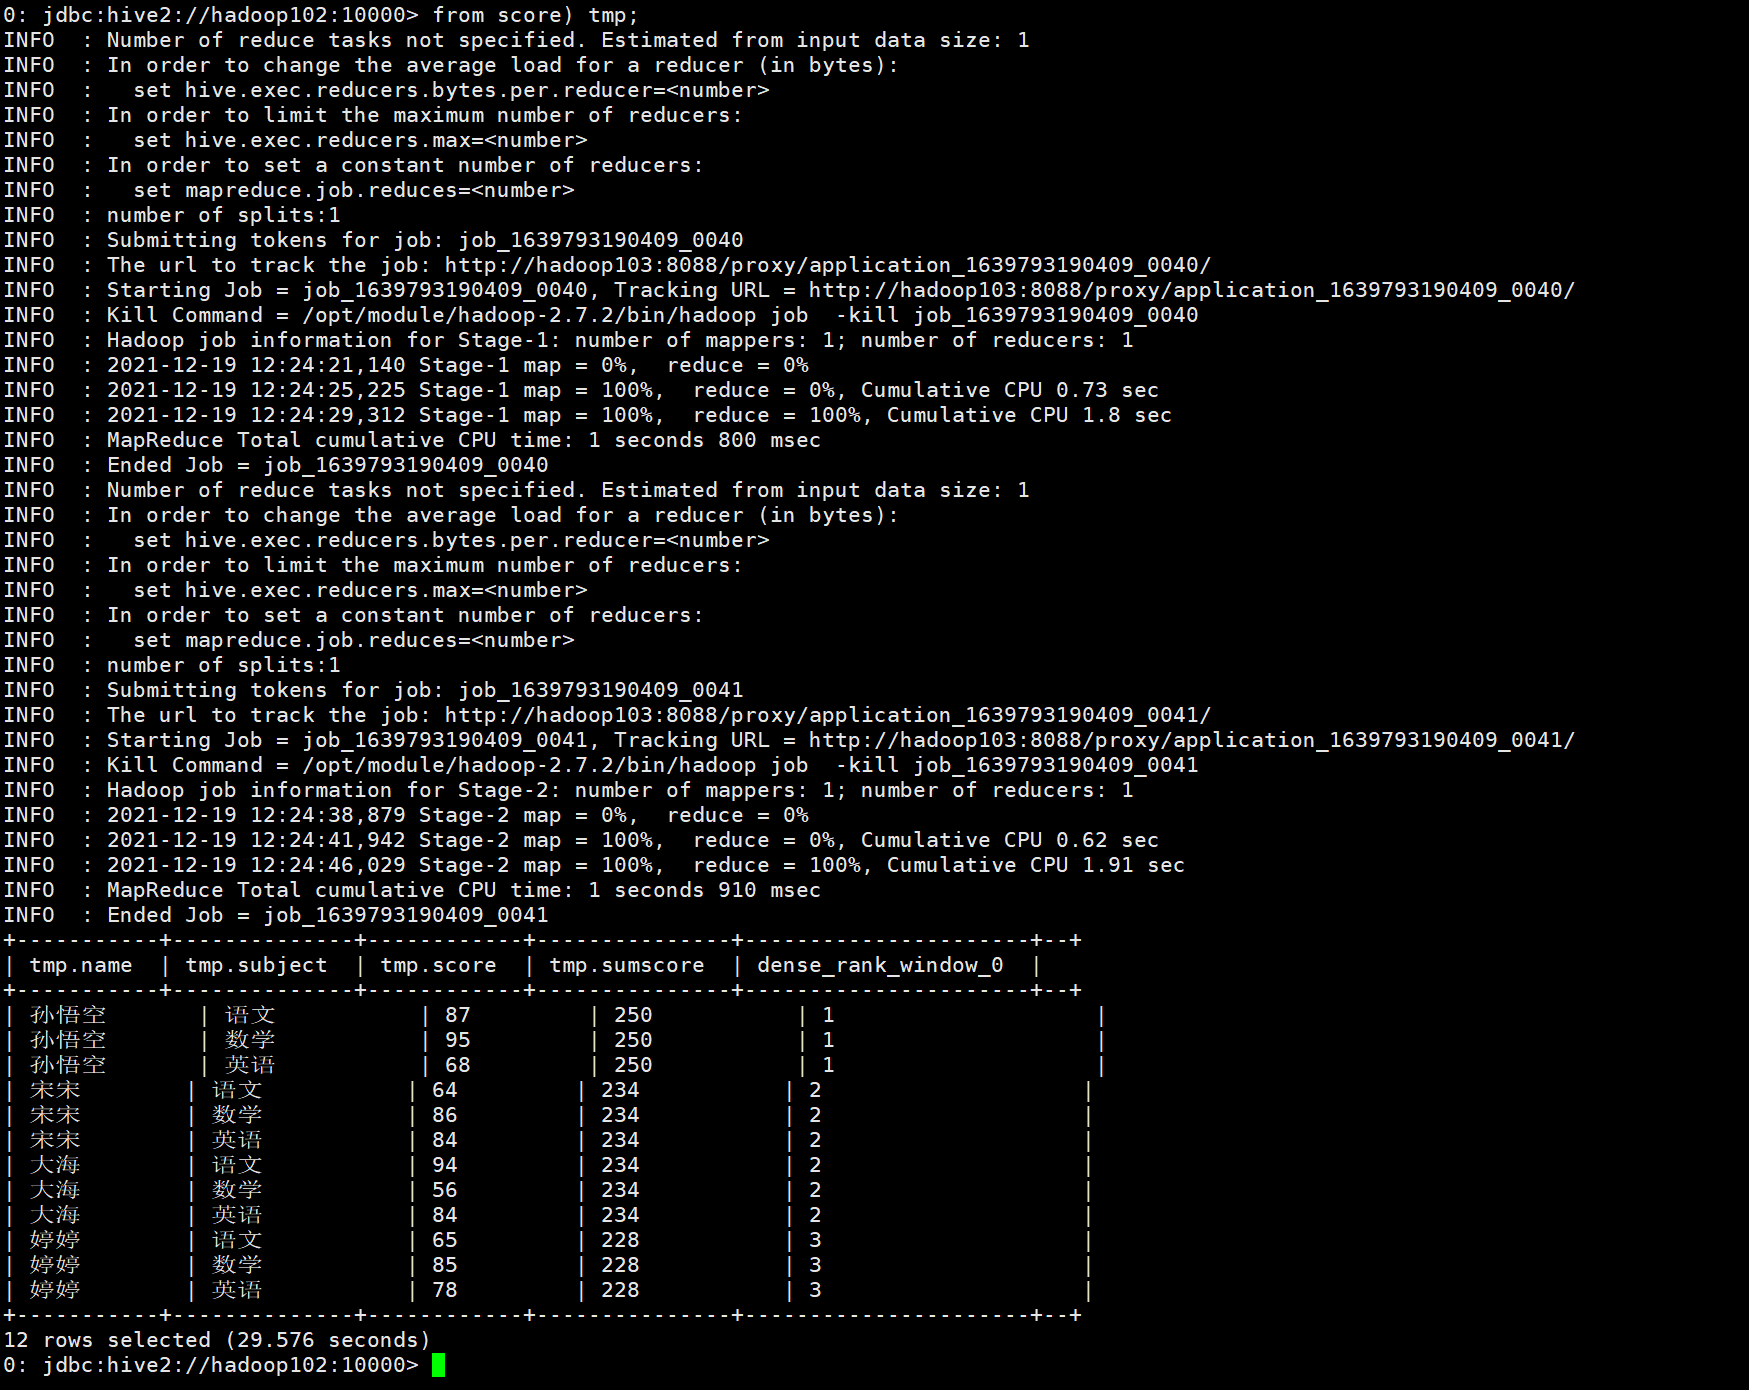 0: jdbc:hive2://hadoop102:10000> from score) tmp;
INFO  : Number of reduce tasks not specified. Estimated from input data size: 1
INFO  : In order to change the average load for a reducer (in bytes):
INFO  :   set hive.exec.reducers.bytes.per.reducer=<number>
INFO  : In order to limit the maximum number of reducers:
INFO  :   set hive.exec.reducers.max=<number>
INFO  : In order to set a constant number of reducers:
INFO  :   set mapreduce.job.reduces=<number>
INFO  : number of splits:1
INFO  : Submitting tokens for job: job_1639793190409_0040
INFO  : The url to track the job: http://hadoop103:8088/proxy/application_1639793190409_0040/
INFO  : Starting Job = job_1639793190409_0040, Tracking URL = http://hadoop103:8088/proxy/application_1639793190409_0040/
INFO  : Kill Command = /opt/module/hadoop-2.7.2/bin/hadoop job  -kill job_1639793190409_0040
INFO  : Hadoop job information for Stage-1: number of mappers: 1; number of reducers: 1
INFO  : 2021-12-19 12:24:21,140 Stage-1 map = 0%,  reduce = 0%
INFO  : 2021-12-19 12:24:25,225 Stage-1 map = 100%,  reduce = 0%, Cumulative CPU 0.73 sec
INFO  : 2021-12-19 12:24:29,312 Stage-1 map = 100%,  reduce = 100%, Cumulative CPU 1.8 sec
INFO  : MapReduce Total cumulative CPU time: 1 seconds 800 msec
INFO  : Ended Job = job_1639793190409_0040
INFO  : Number of reduce tasks not specified. Estimated from input data size: 1
INFO  : In order to change the average load for a reducer (in bytes):
INFO  :   set hive.exec.reducers.bytes.per.reducer=<number>
INFO  : In order to limit the maximum number of reducers:
INFO  :   set hive.exec.reducers.max=<number>
INFO  : In order to set a constant number of reducers:
INFO  :   set mapreduce.job.reduces=<number>
INFO  : number of splits:1
INFO  : Submitting tokens for job: job_1639793190409_0041
INFO  : The url to track the job: http://hadoop103:8088/proxy/application_1639793190409_0041/
INFO  : Starting Job = job_1639793190409_0041, Tracking URL = http://hadoop103:8088/proxy/application_1639793190409_0041/
INFO  : Kill Command = /opt/module/hadoop-2.7.2/bin/hadoop job  -kill job_1639793190409_0041
INFO  : Hadoop job information for Stage-2: number of mappers: 1; number of reducers: 1
INFO  : 2021-12-19 12:24:38,879 Stage-2 map = 0%,  reduce = 0%
INFO  : 2021-12-19 12:24:41,942 Stage-2 map = 100%,  reduce = 0%, Cumulative CPU 0.62 sec
INFO  : 2021-12-19 12:24:46,029 Stage-2 map = 100%,  reduce = 100%, Cumulative CPU 1.91 sec
INFO  : MapReduce Total cumulative CPU time: 1 seconds 910 msec
INFO  : Ended Job = job_1639793190409_0041
+-----------+--------------+------------+---------------+----------------------+--+
| tmp.name  | tmp.subject  | tmp.score  | tmp.sumscore  | dense_rank_window_0  |
+-----------+--------------+------------+---------------+----------------------+--+
| 孙悟空       | 语文           | 87         | 250           | 1                    |
| 孙悟空       | 数学           | 95         | 250           | 1                    |
| 孙悟空       | 英语           | 68         | 250           | 1                    |
| 宋宋        | 语文           | 64         | 234           | 2                    |
| 宋宋        | 数学           | 86         | 234           | 2                    |
| 宋宋        | 英语           | 84         | 234           | 2                    |
| 大海        | 语文           | 94         | 234           | 2                    |
| 大海        | 数学           | 56         | 234           | 2                    |
| 大海        | 英语           | 84         | 234           | 2                    |
| 婷婷        | 语文           | 65         | 228           | 3                    |
| 婷婷        | 数学           | 85         | 228           | 3                    |
| 婷婷        | 英语           | 78         | 228           | 3                    |
+-----------+--------------+------------+---------------+----------------------+--+
12 rows selected (29.576 seconds)
0: jdbc:hive2://hadoop102:10000>